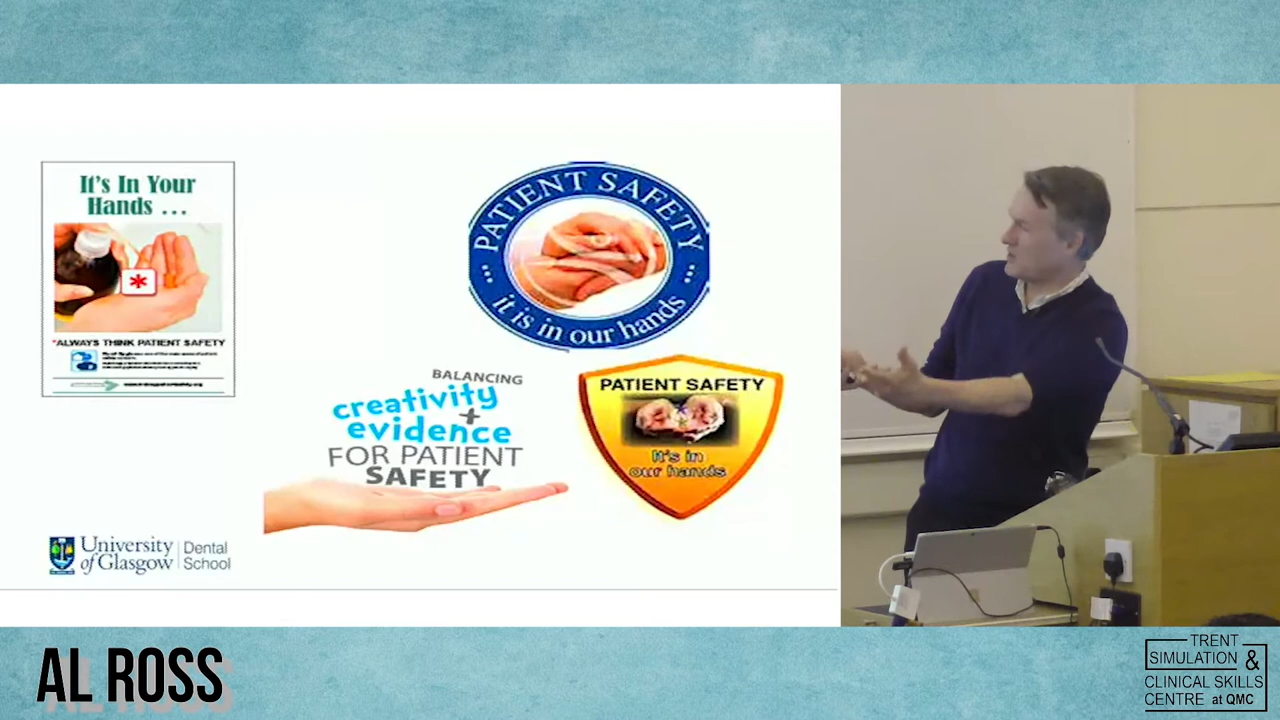 It's In Your
Hands ...
*
*ALWAYS THINK PATIENT SAFETY
PATIENT SAFETY
... it is in our hands ...
BALANCING
creativity
+
evidence
FOR PATIENT
SAFETY
PATIENT SAFETY
It's in
our hands
University
of Glasgow
Dental
School
AL ROSS
TRENT
SIMULATION &
CLINICAL SKILLS
CENTRE at QMC